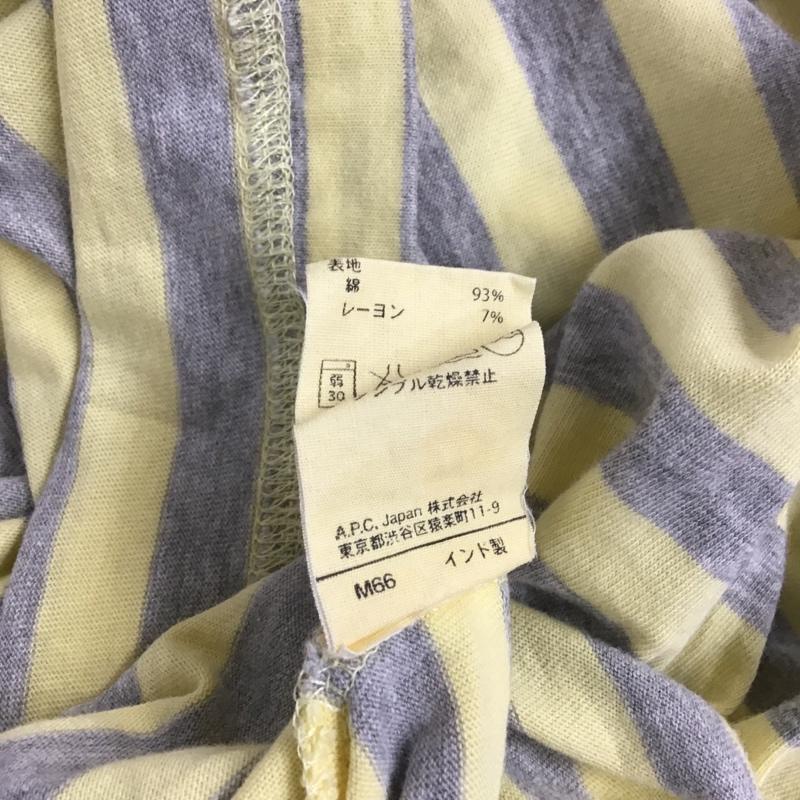 表地
綿 93%
レーヨン 7%
弱
30
ンブル乾燥禁止
A.P.C. Japan 株式会社
東京都渋谷区猿楽町11-9
M66 インド製